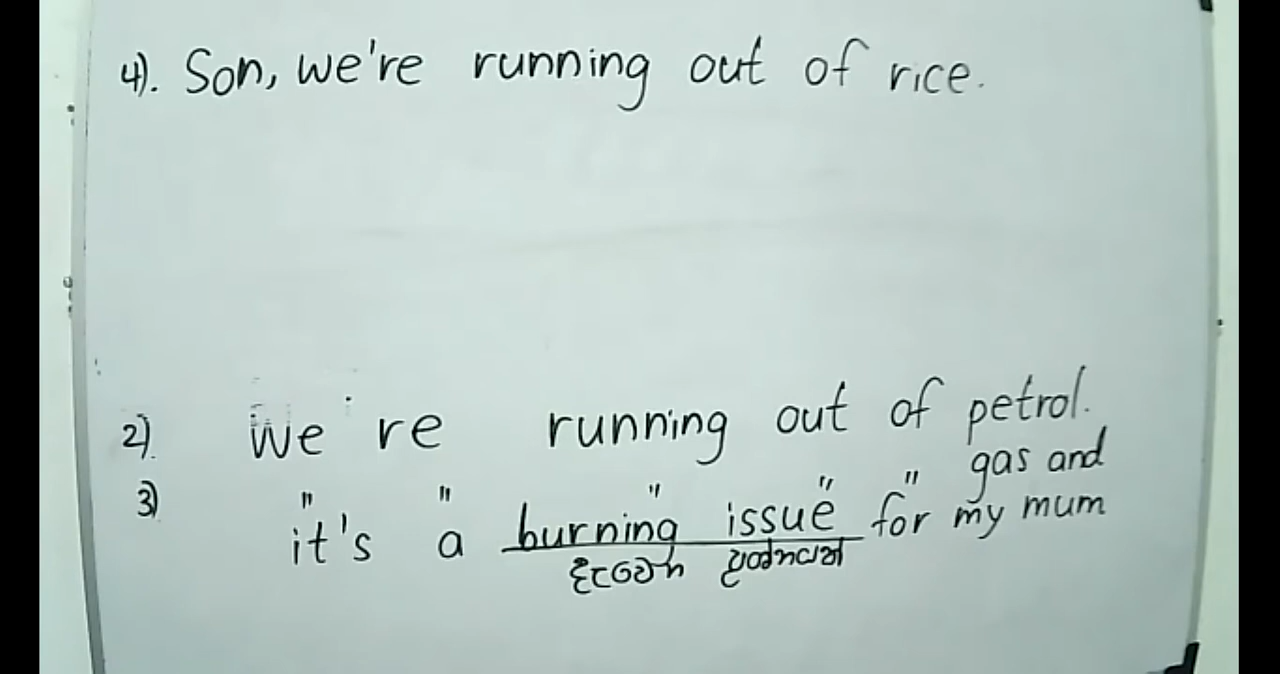 4). Son, we're running out of rice.
2). We're running out of petrol.
3) " " " " " gas and
it's a burning issue for my mum